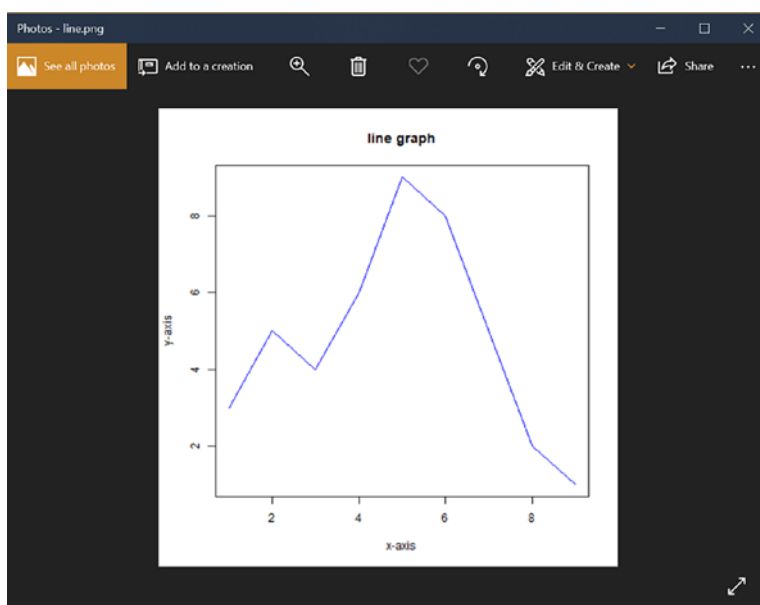 Photos - line.png
See all photos Add to a creation Edit & Create Share
line graph
8
6
4
2
y-axis
2 4 6 8
x-axis